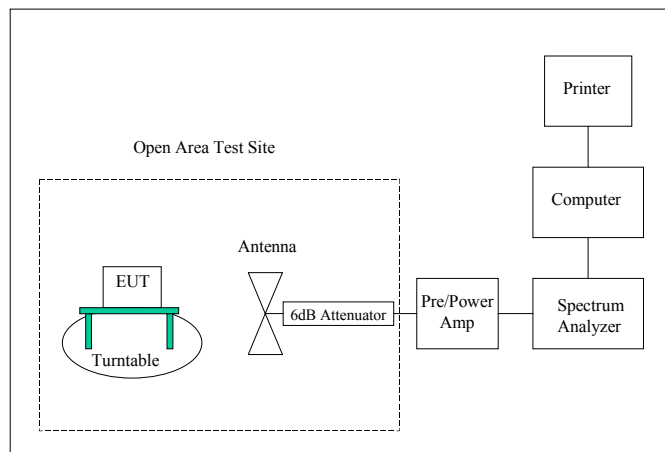 Printer
Open Area Test Site
Computer
Antenna
EUT
6dB Attenuator
Pre/Power
Amp
Spectrum
Analyzer
Turntable